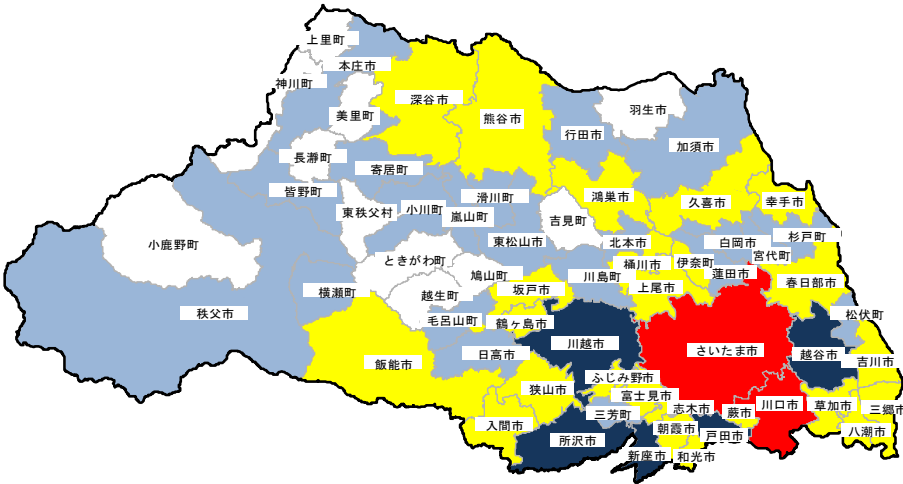 上里町
本庄市
神川町
深谷市
美里町
熊谷市
羽生市
行田市
加須市
長瀞町
寄居町
皆野町
滑川町
鴻巣市
久喜市
幸手市
東秩父村
小川町
嵐山町
吉見町
小鹿野町
東松山市
北本市
白岡市
杉戸町
宮代町
ときがわ町
鳩山町
川島町
桶川市
伊奈町
蓮田市
春日部市
横瀬町
越生町
坂戸市
上尾市
秩父市
毛呂山町
鶴ヶ島市
松伏町
川越市
さいたま市
越谷市
吉川市
日高市
飯能市
ふじみ野市
狭山市
富士見市
三芳町
志木市
蕨市
川口市
草加市
三郷市
入間市
所沢市
朝霞市
戸田市
八潮市
新座市
和光市